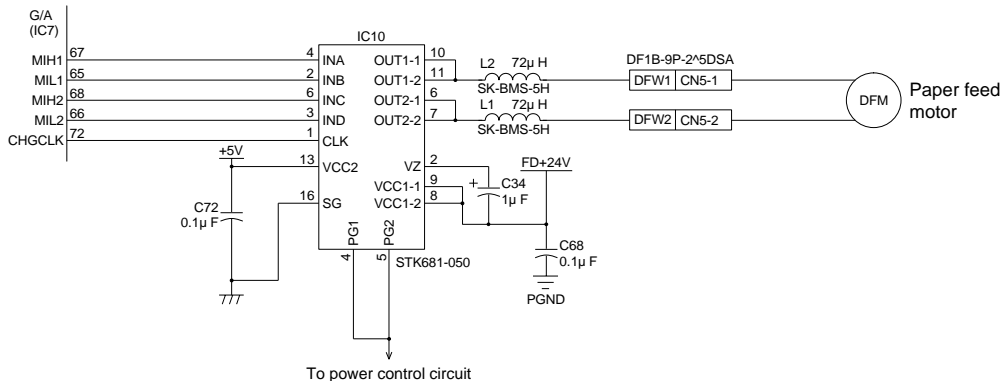 G/A
(IC7)
IC10
MIH1 67 4 INA OUT1-1 10
MIL1 65 2 INB OUT1-2 11
MIH2 68 6 INC OUT2-1 6
MIL2 66 3 IND OUT2-2 7
CHGCLK 72 1 CLK
L2 72μ H
SK-BMS-5H
L1 72μ H
SK-BMS-5H
DF1B-9P-2^5DSA
DFW1 CN5-1
DFW2 CN5-2
DFM
Paper feed
motor
+5V
13 VCC2
16 SG
C72
0.1μ F
VZ 2
VCC1-1 9
VCC1-2 8
+
C34
1μ F
FD+24V
C68
0.1μ F
PGND
PG1
PG2
4
5
STK681-050
To power control circuit